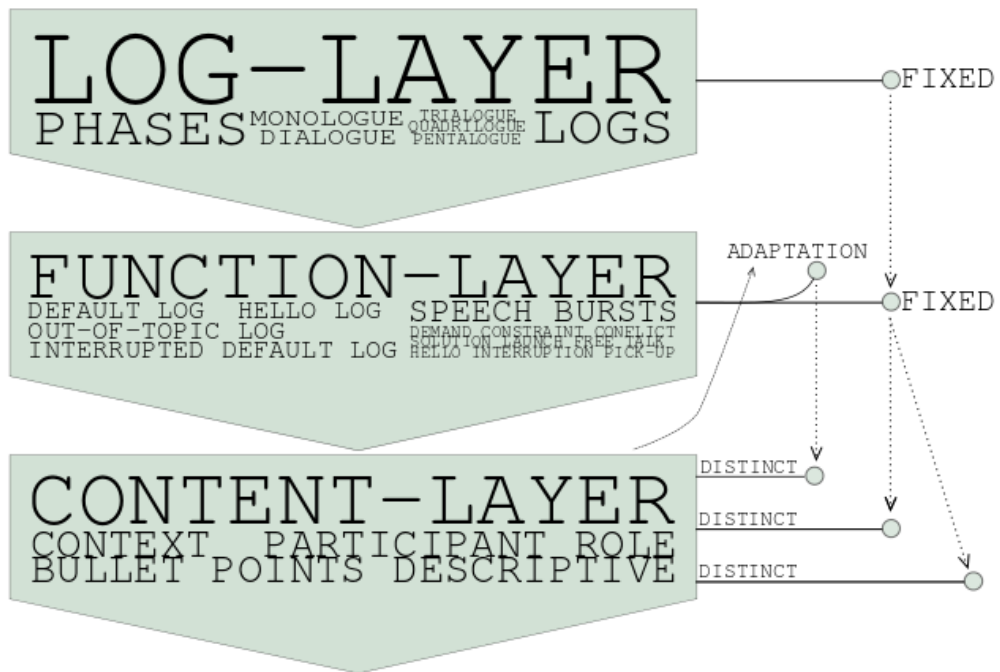 LOG-LAYER
PHASES MONOLOGUE DIALOGUE TRIALOGUE QUADRILOGUE PENTALOGUE LOGS
FIXED
FUNCTION-LAYER
DEFAULT LOG HELLO LOG
OUT-OF-TOPIC LOG
INTERRUPTED DEFAULT LOG
SPEECH BURSTS
DEMAND CONSTRAINT CONFLICT
SOLUTION LAUNCH FREE TALK
HELLO INTERRUPTION PICK-UP
ADAPTATION
FIXED
CONTENT-LAYER
CONTEXT PARTICIPANT ROLE
BULLET POINTS DESCRIPTIVE
DISTINCT
DISTINCT
DISTINCT